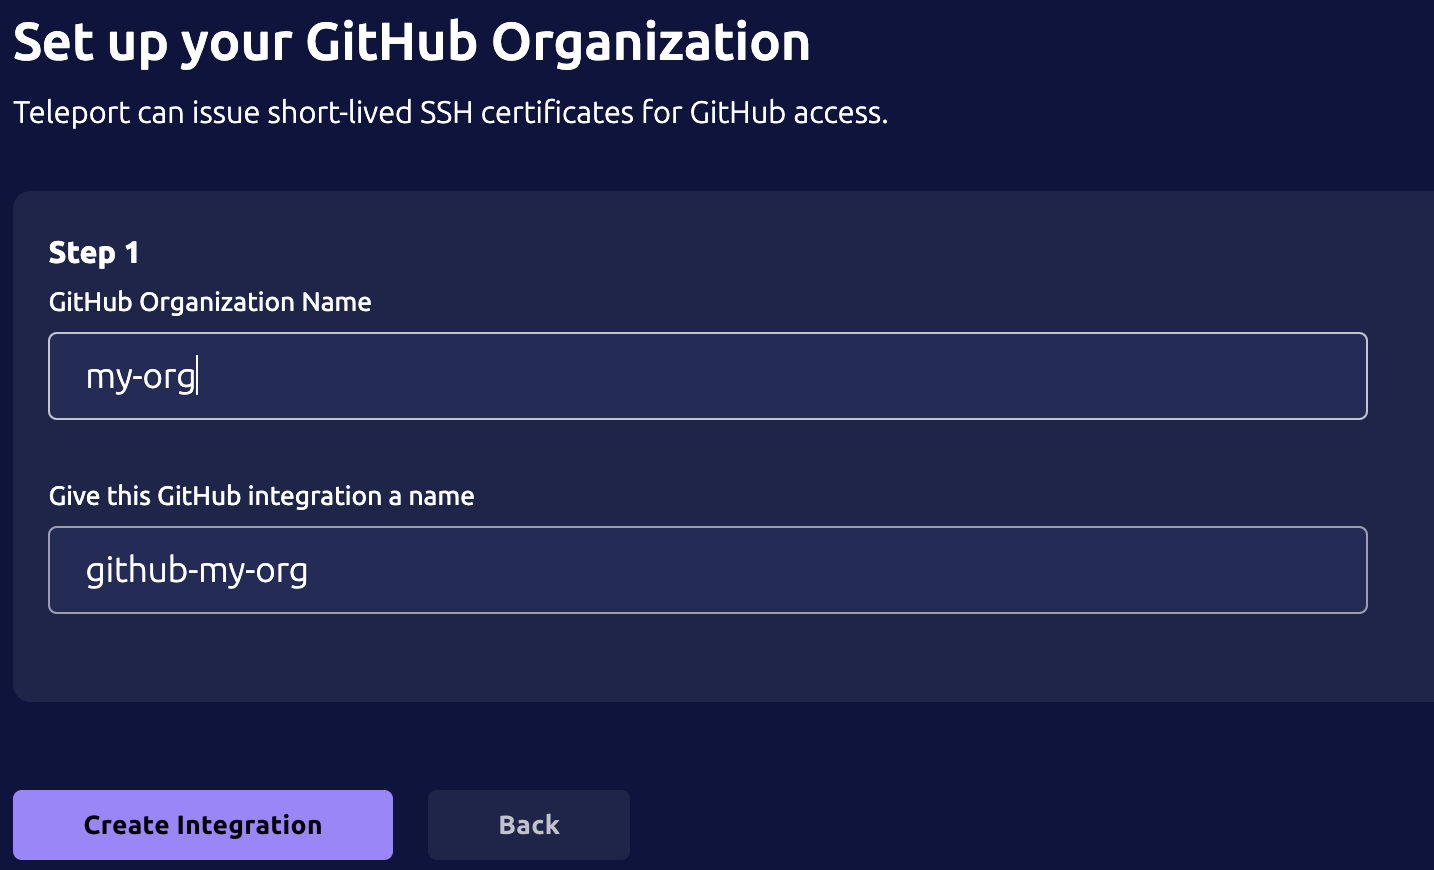 Set up your GitHub Organization
Teleport can issue short-lived SSH certificates for GitHub access.
Step 1
GitHub Organization Name
my-org
Give this GitHub integration a name
github-my-org
Create Integration
Back